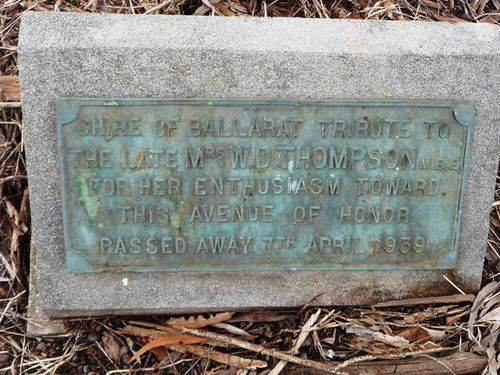 SHIRE OF BALLARAT TRIBUTE TO
THE LATE MRS W.D. THOMPSON M.B.E.
FOR HER ENTHUSIASM TOWARD
THIS AVENUE OF HONOR
PASSED AWAY 7TH APRIL 1959